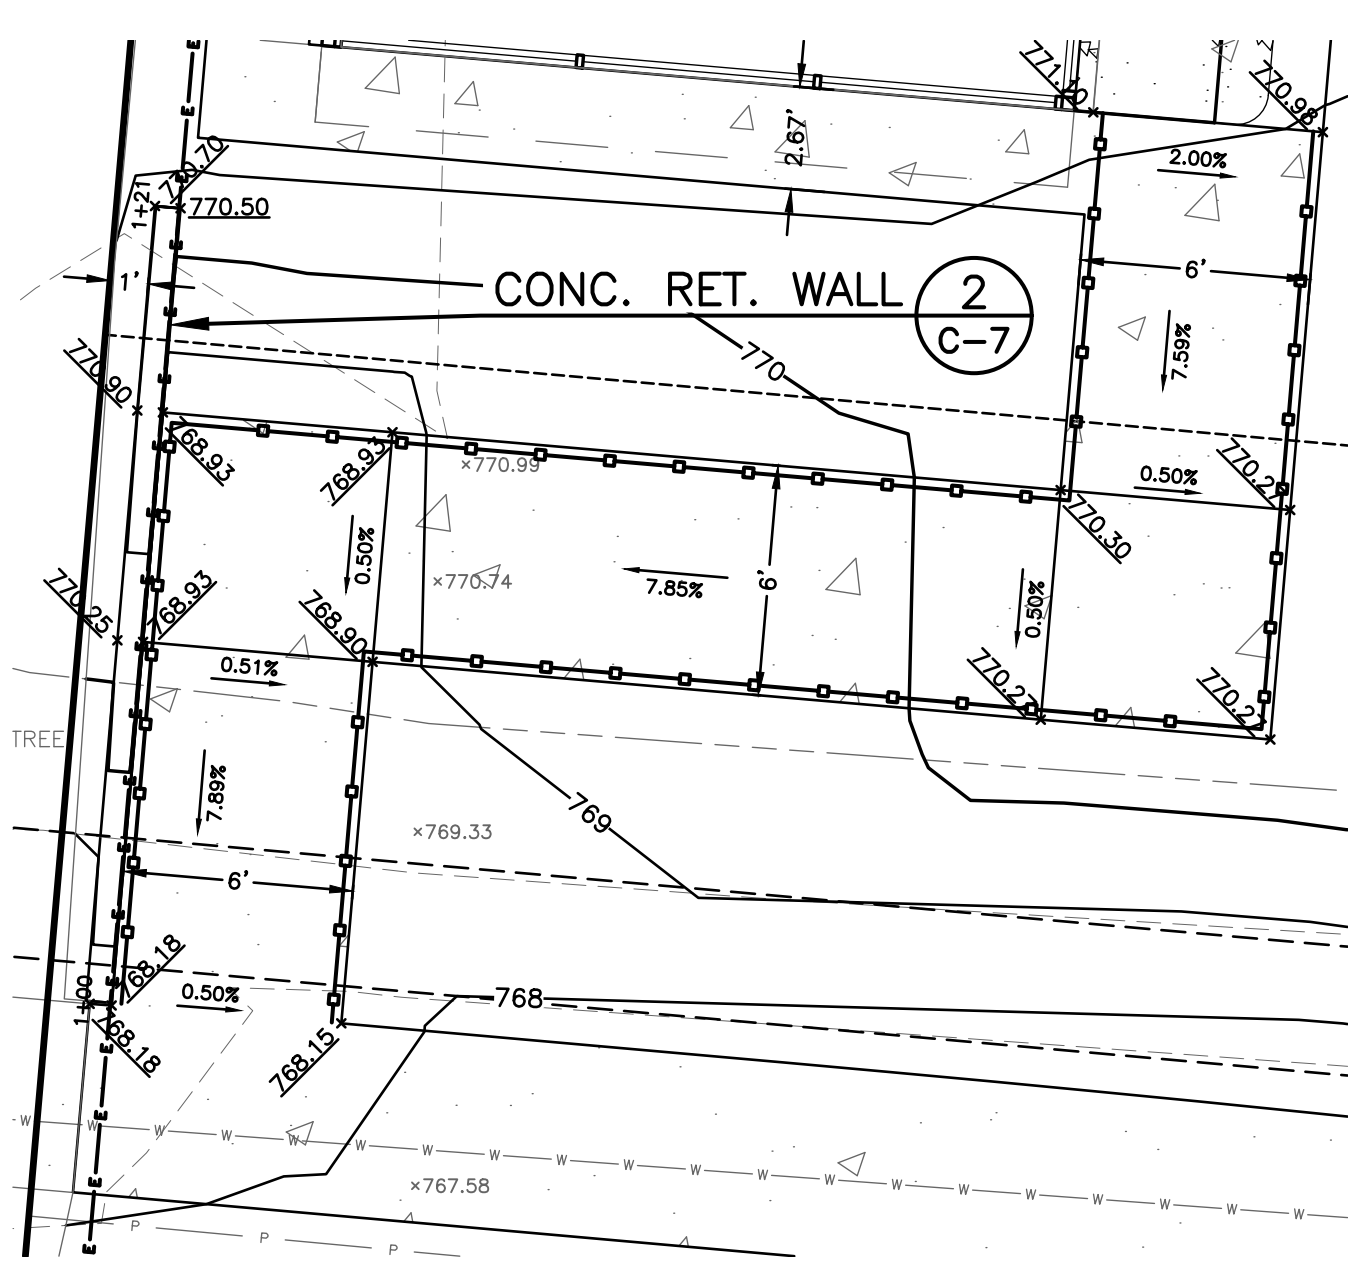 E
771.40
770.98
E
2.67'
2.00%
770.70
1+21
770.50
E
E
6'
1'
CONC. RET. WALL
2
C-7
E
770
7.59%
770.90
E
768.93
768.93
×770.99
0.50%
770.27
E
770.30
0.50%
×770.74
7.85%
6'
0.50%
770.25
768.93
768.90
E
0.51%
770.27
770.27
TREE
E
7.89%
E
769
×769.33
E
6'
E
768.18
0.50%
E
1+00
768
768.18
768.15
E
E
W W W W W W W W W W W W W W W W W W W W
E
×767.58
P P P
E